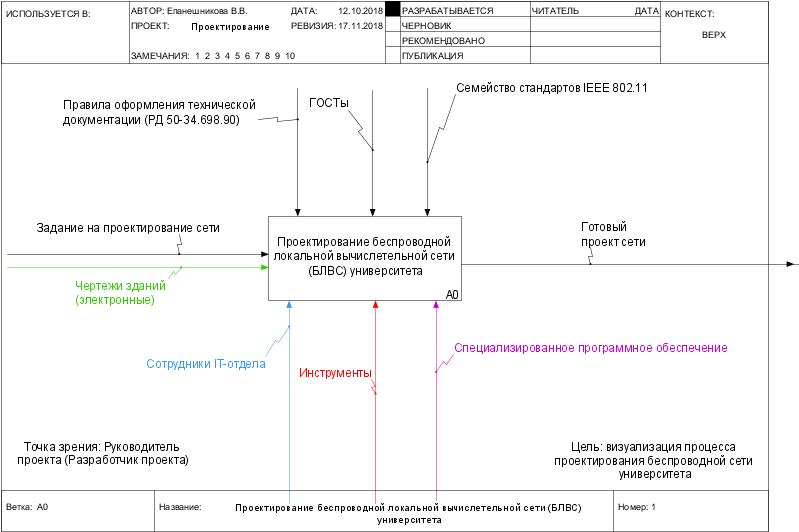 ИСПОЛЬЗУЕТСЯ В:
АВТОР: Епанешникова В.В.
ДАТА: 12.10.2018
ПРОЕКТ: Проектирование
РЕВИЗИЯ: 17.11.2018
ЗАМЕЧАНИЯ: 1 2 3 4 5 6 7 8 9 10
РАЗРАБАТЫВАЕТСЯ
ЧЕРНОВИК
РЕКОМЕНДОВАНО
ПУБЛИКАЦИЯ
ЧИТАТЕЛЬ ДАТА
КОНТЕКСТ:
ВЕРХ
Правила оформления технической
документации (РД 50-34.698.90)
ГОСТы
Семейство стандартов IEEE 802.11
Задание на проектирование сети
Чертежи зданий
(электронные)
Проектирование беспроводной
локальной вычислетельной сети
(БЛВС) университета
A0
Готовый
проект сети
Сотрудники IT-отдела
Инструменты
Специализированное программное обеспечение
Точка зрения: Руководитель
проекта (Разработчик проекта)
Цель: визуализация процесса
проектирования беспроводной сети
университета
Ветка: A0
Название:
Проектирование беспроводной локальной вычислетельной сети (БЛВС)
университета
Номер: 1